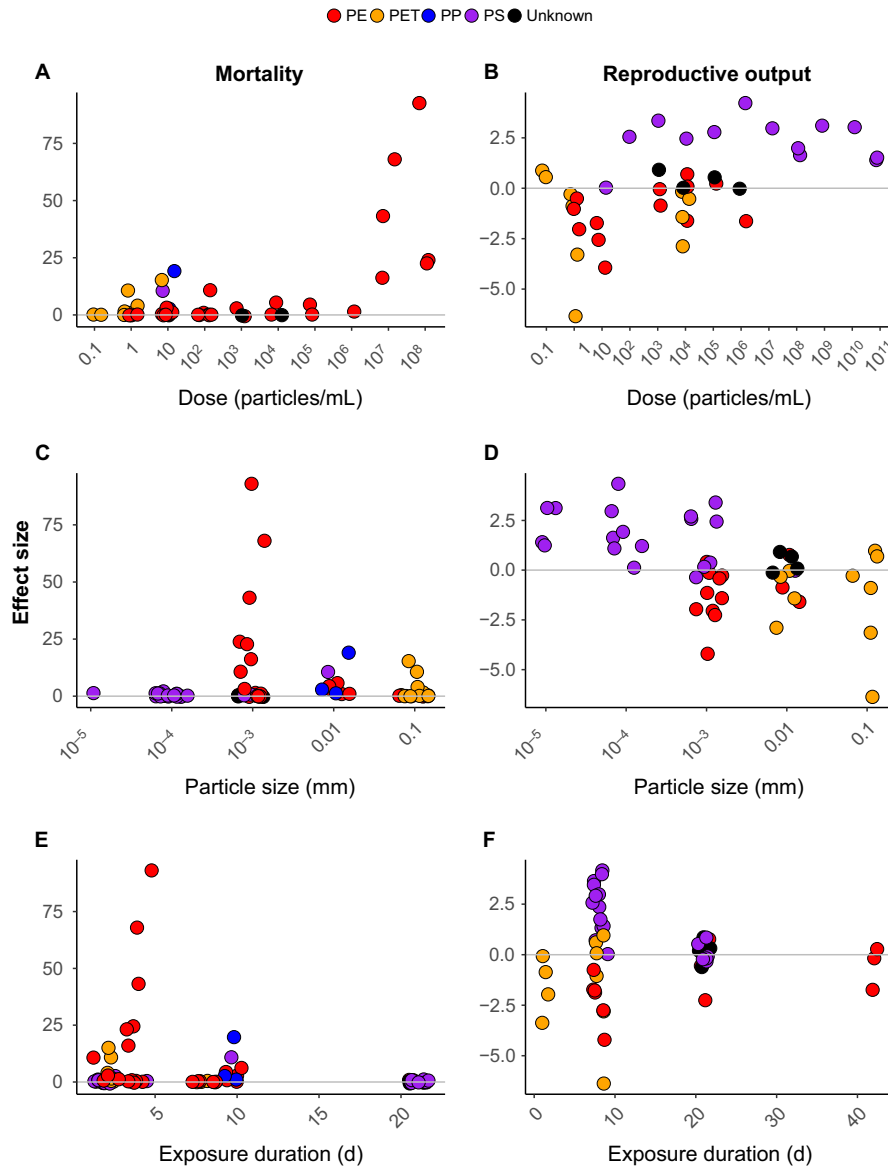 PE PET PP PS Unknown
A Mortality B Reproductive output
75
50
25
0
2.5
0.0
−2.5
−5.0
0.1 1 10 10² 10³ 10⁴ 10⁵ 10⁶ 10⁷ 10⁸
0.1 1 10 10² 10³ 10⁴ 10⁵ 10⁶ 10⁷ 10⁸ 10⁹ 10¹⁰ 10¹¹
Dose (particles/mL) Dose (particles/mL)
C D
Effect size
75
50
25
0
2.5
0.0
−2.5
−5.0
10⁻⁵ 10⁻⁴ 10⁻³ 0.01 0.1
10⁻⁵ 10⁻⁴ 10⁻³ 0.01 0.1
Particle size (mm) Particle size (mm)
E F
75
50
25
0
2.5
0.0
−2.5
−5.0
5 10 15 20
0 10 20 30 40
Exposure duration (d) Exposure duration (d)